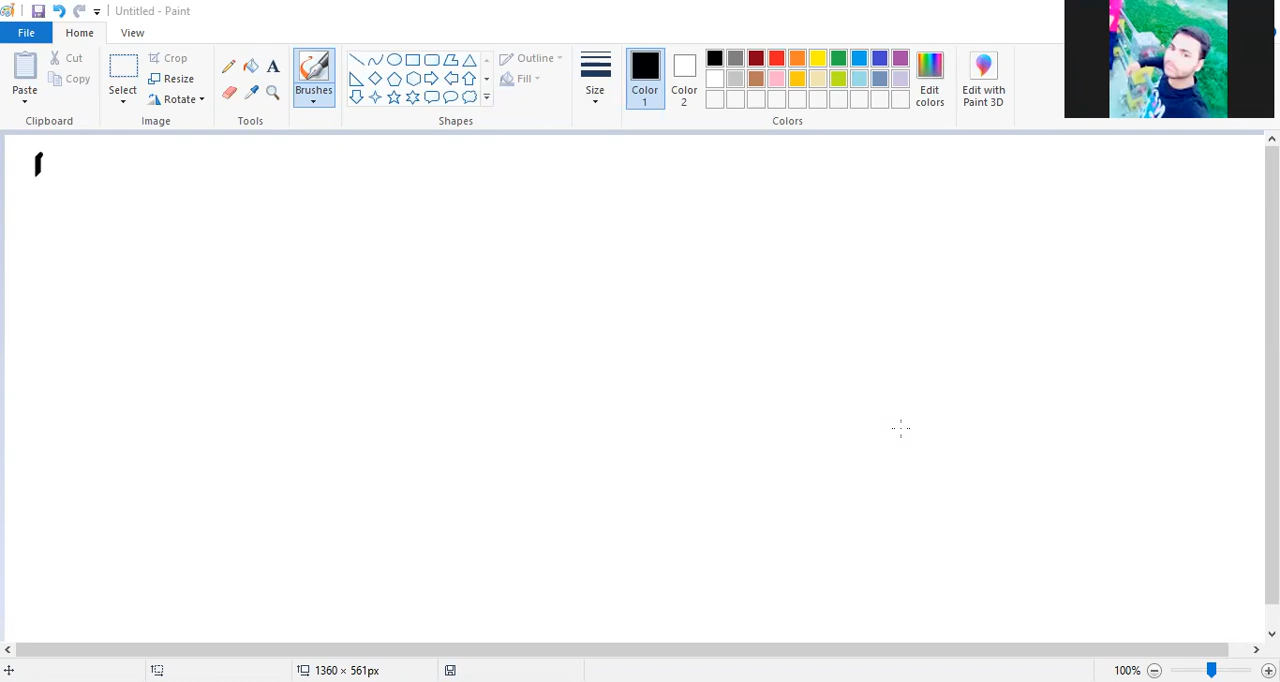 Untitled - Paint
File Home View
Paste
Cut
Copy
Clipboard
Select
Crop
Resize
Rotate
Image
A
Tools
Brushes
Shapes
Outline
Fill
Size
Color 1
Color 2
Colors
Edit colors
Edit with Paint 3D
1360 × 561px
100%